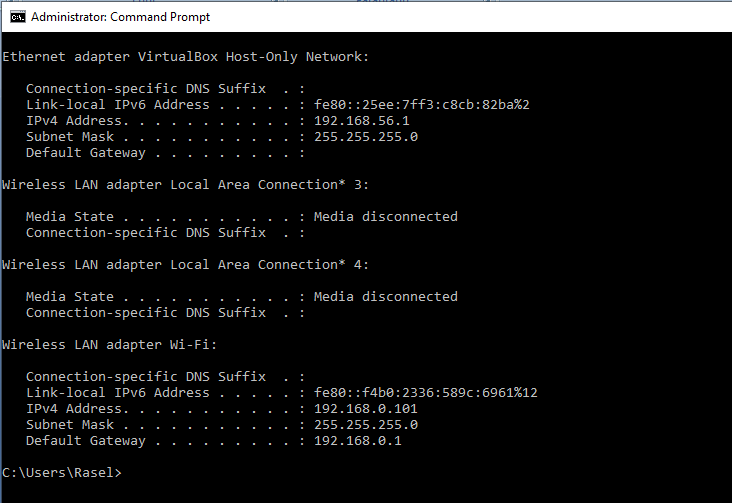 Administrator: Command Prompt
Ethernet adapter VirtualBox Host-Only Network:
Connection-specific DNS Suffix  . :
Link-local IPv6 Address . . . . . : fe80::25ee:7ff3:c8cb:82ba%2
IPv4 Address. . . . . . . . . . . : 192.168.56.1
Subnet Mask . . . . . . . . . . . : 255.255.255.0
Default Gateway . . . . . . . . . :
Wireless LAN adapter Local Area Connection* 3:
Media State . . . . . . . . . . . : Media disconnected
Connection-specific DNS Suffix  . :
Wireless LAN adapter Local Area Connection* 4:
Media State . . . . . . . . . . . : Media disconnected
Connection-specific DNS Suffix  . :
Wireless LAN adapter Wi-Fi:
Connection-specific DNS Suffix  . :
Link-local IPv6 Address . . . . . : fe80::f4b0:2336:589c:6961%12
IPv4 Address. . . . . . . . . . . : 192.168.0.101
Subnet Mask . . . . . . . . . . . : 255.255.255.0
Default Gateway . . . . . . . . . : 192.168.0.1
C:\Users\Rasel>